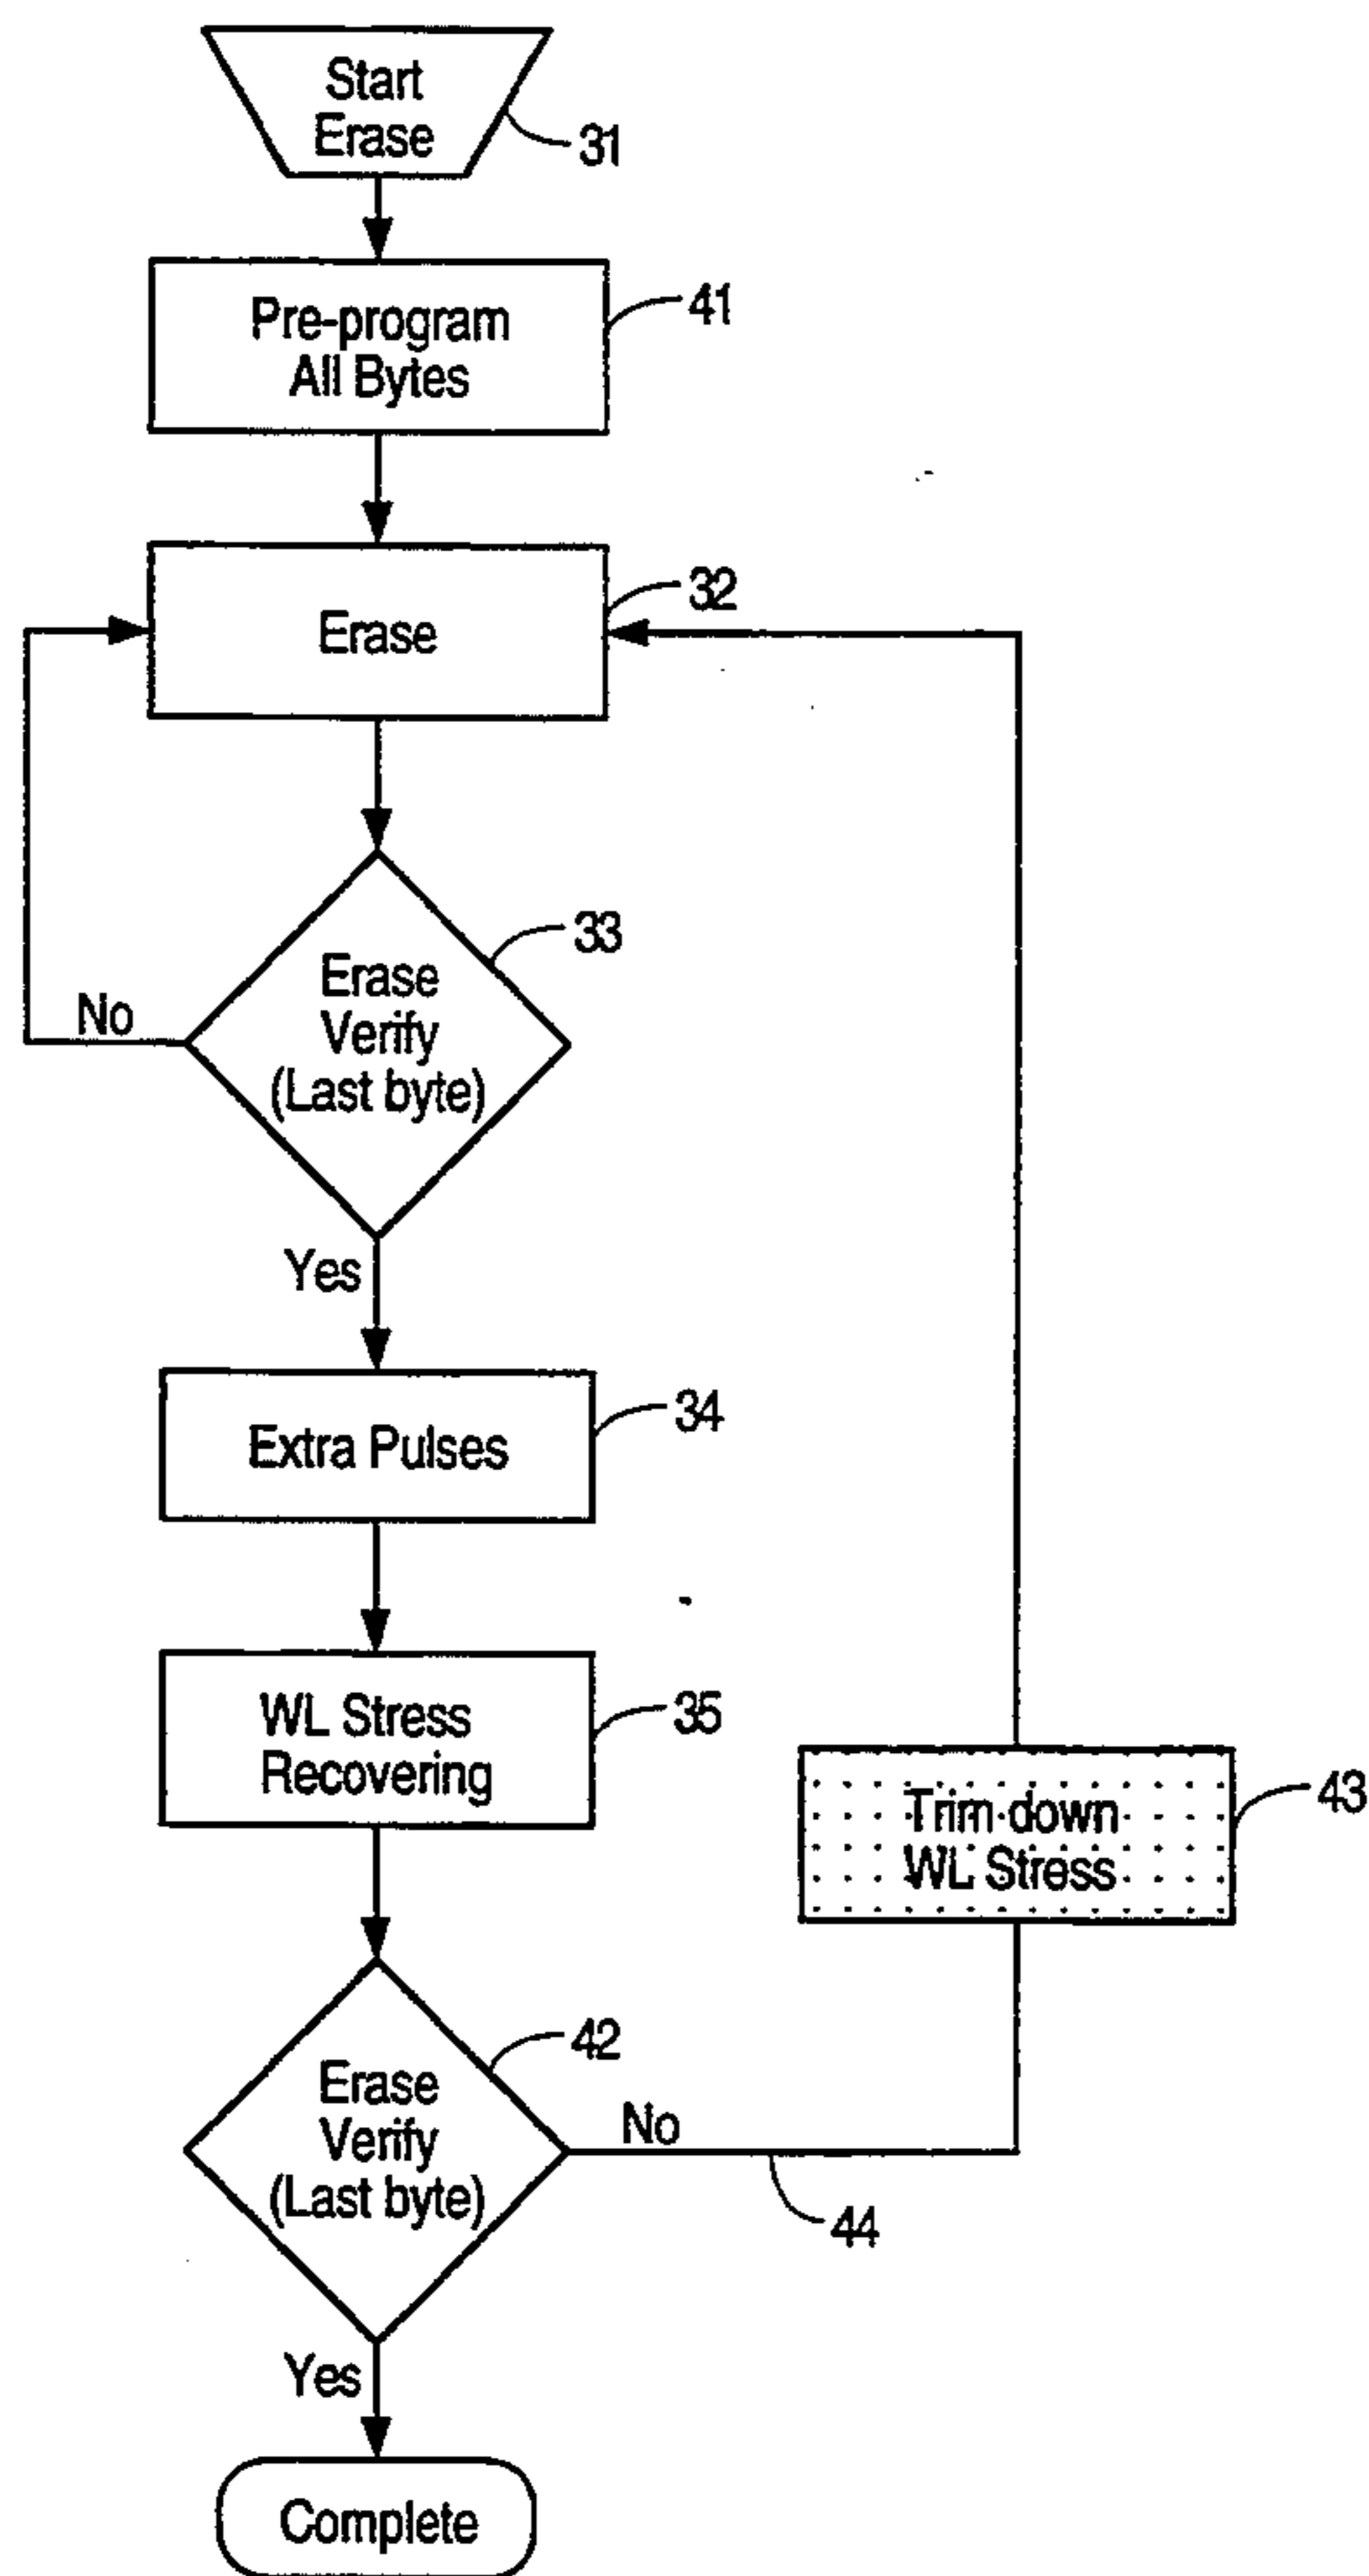 Start
Erase
31
Pre-program
All Bytes
41
Erase
32
Erase
Verify
(Last byte)
33
No
Yes
Extra Pulses
34
WL Stress
Recovering
35
Trim down
WL Stress
43
Erase
Verify
(Last byte)
42
No
44
Yes
Complete